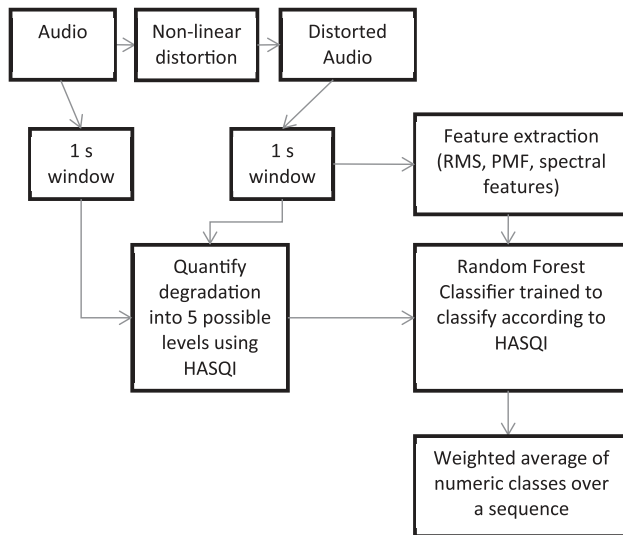 Audio
Non-linear
distortion
Distorted
Audio
1 s
window
1 s
window
Feature extraction
(RMS, PMF, spectral
features)
Quantify
degradation
into 5 possible
levels using
HASQI
Random Forest
Classifier trained to
classify according to
HASQI
Weighted average of
numeric classes over
a sequence